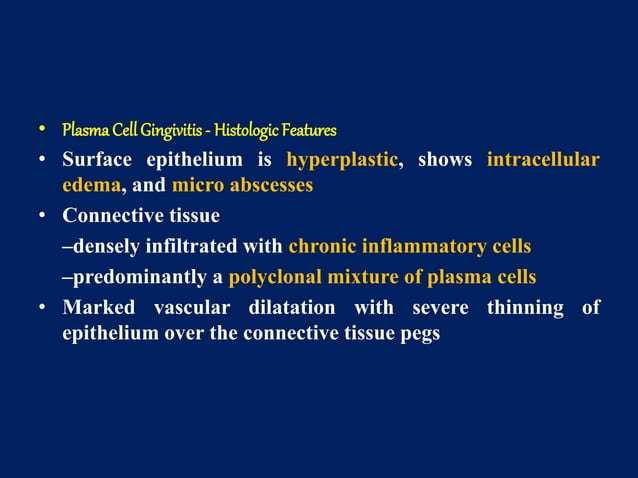 • Plasma Cell Gingivitis - Histologic Features
• Surface epithelium is hyperplastic, shows intracellular
edema, and micro abscesses
• Connective tissue
–densely infiltrated with chronic inflammatory cells
–predominantly a polyclonal mixture of plasma cells
• Marked vascular dilatation with severe thinning of
epithelium over the connective tissue pegs